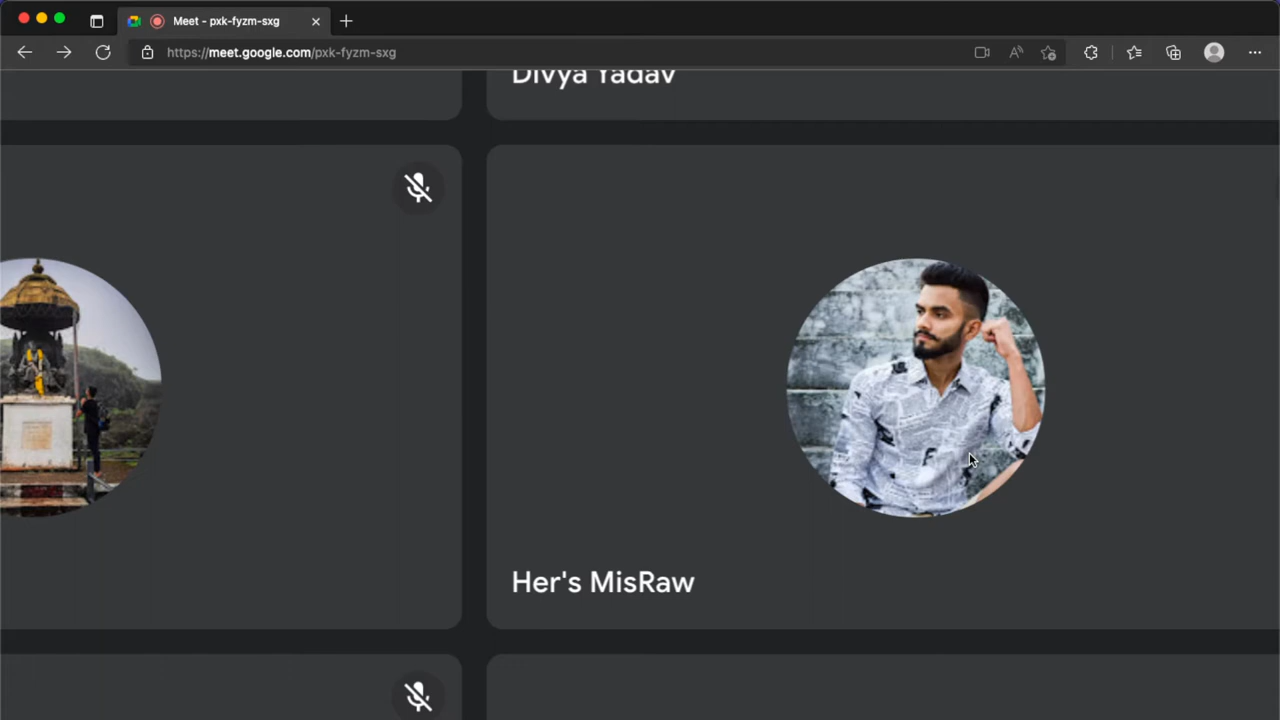 Meet - pxk-fyzm-sxg
https://meet.google.com/pxk-fyzm-sxg
Divya Yadav
Her's MisRaw